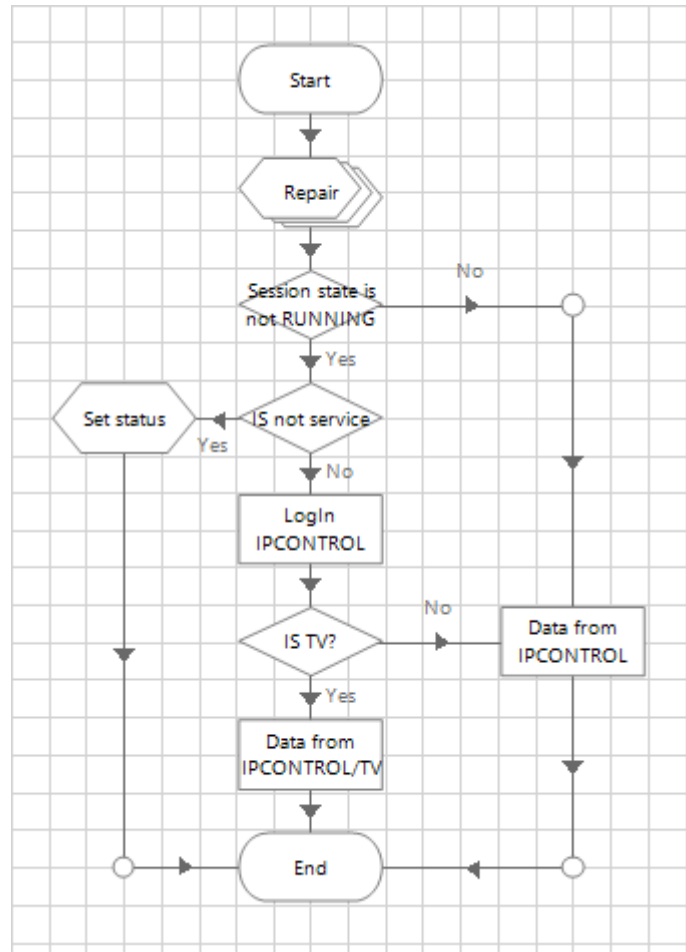 Start
Repair
Session state is
not RUNNING
No
Yes
Set status
IS not service
Yes
No
LogIn
IPCONTROL
IS TV?
No
Data from
IPCONTROL
Yes
Data from
IPCONTROL/TV
End